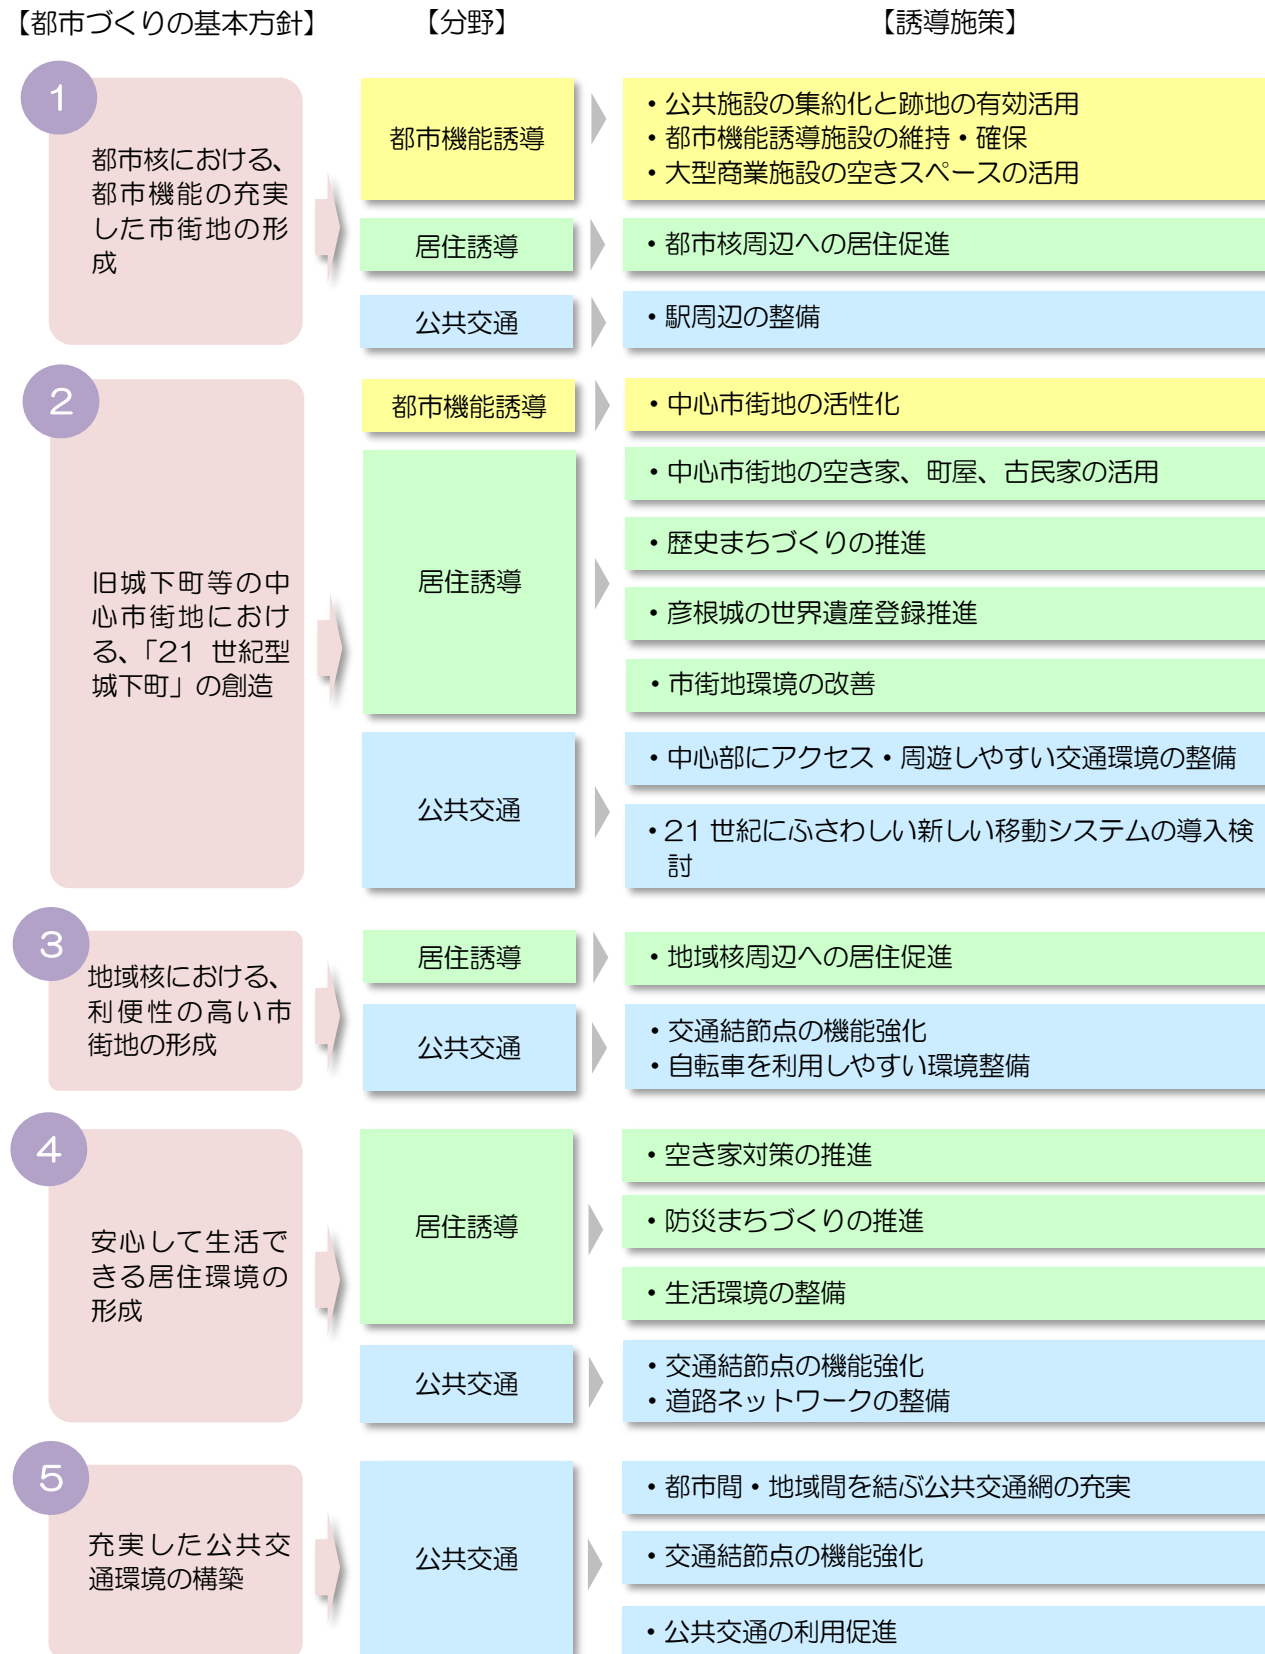 【都市づくりの基本方針】
【分野】
【誘導施策】
1
都市核における、
都市機能の充実
した市街地の形
成
都市機能誘導
・公共施設の集約化と跡地の有効活用
・都市機能誘導施設の維持・確保
・大型商業施設の空きスペースの活用
居住誘導
・都市核周辺への居住促進
公共交通
・駅周辺の整備
2
旧城下町等の中
心市街地におけ
る、「21 世紀型
城下町」の創造
都市機能誘導
・中心市街地の活性化
居住誘導
・中心市街地の空き家、町屋、古民家の活用
・歴史まちづくりの推進
・彦根城の世界遺産登録推進
・市街地環境の改善
公共交通
・中心部にアクセス・周遊しやすい交通環境の整備
・21 世紀にふさわしい新しい移動システムの導入検
討
3
地域核における、
利便性の高い市
街地の形成
居住誘導
・地域核周辺への居住促進
公共交通
・交通結節点の機能強化
・自転車を利用しやすい環境整備
4
安心して生活で
きる居住環境の
形成
居住誘導
・空き家対策の推進
・防災まちづくりの推進
・生活環境の整備
公共交通
・交通結節点の機能強化
・道路ネットワークの整備
5
充実した公共交
通環境の構築
公共交通
・都市間・地域間を結ぶ公共交通網の充実
・交通結節点の機能強化
・公共交通の利用促進